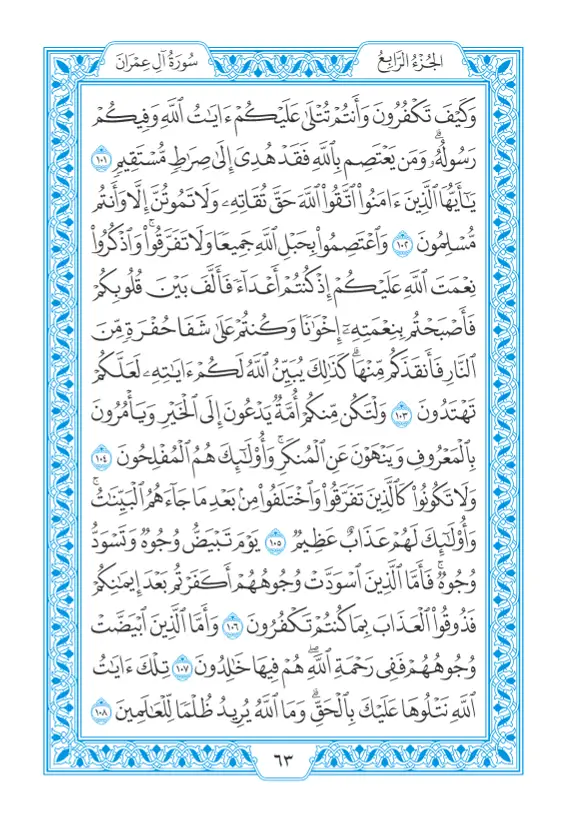 سُورَةُ آلِ عِمْرَانَ
الجُزْءُ الرَّابِعُ
وَكَيْفَ تَكْفُرُونَ وَأَنتُمْ تُتْلَىٰ عَلَيْكُمْ ءَايَٰتُ ٱللَّهِ وَفِيكُمْ
رَسُولُهُۥۗ وَمَن يَعْتَصِم بِٱللَّهِ فَقَدْ هُدِىَ إِلَىٰ صِرَٰطٍ مُّسْتَقِيمٍ ١٠١
يَٰٓأَيُّهَا ٱلَّذِينَ ءَامَنُوا۟ ٱتَّقُوا۟ ٱللَّهَ حَقَّ تُقَاتِهِۦ وَلَا تَمُوتُنَّ إِلَّا وَأَنتُم
مُّسْلِمُونَ ١٠٢ وَٱعْتَصِمُوا۟ بِحَبْلِ ٱللَّهِ جَمِيعًا وَلَا تَفَرَّقُوا۟ۚ وَٱذْكُرُوا۟
نِعْمَتَ ٱللَّهِ عَلَيْكُمْ إِذْ كُنتُمْ أَعْدَآءً فَأَلَّفَ بَيْنَ قُلُوبِكُمْ
فَأَصْبَحْتُم بِنِعْمَتِهِۦٓ إِخْوَٰنًا وَكُنتُمْ عَلَىٰ شَفَا حُفْرَةٍ مِّنَ
ٱلنَّارِ فَأَنقَذَكُم مِّنْهَاۗ كَذَٰلِكَ يُبَيِّنُ ٱللَّهُ لَكُمْ ءَايَٰتِهِۦ لَعَلَّكُمْ
تَهْتَدُونَ ١٠٣ وَلْتَكُن مِّنكُمْ أُمَّةٌ يَدْعُونَ إِلَى ٱلْخَيْرِ وَيَأْمُرُونَ
بِٱلْمَعْرُوفِ وَيَنْهَوْنَ عَنِ ٱلْمُنكَرِۚ وَأُو۟لَٰٓئِكَ هُمُ ٱلْمُفْلِحُونَ ١٠٤
وَلَا تَكُونُوا۟ كَٱلَّذِينَ تَفَرَّقُوا۟ وَٱخْتَلَفُوا۟ مِنۢ بَعْدِ مَا جَآءَهُمُ ٱلْبَيِّنَٰتُۚ
وَأُو۟لَٰٓئِكَ لَهُمْ عَذَابٌ عَظِيمٌ ١٠٥ يَوْمَ تَبْيَضُّ وُجُوهٌ وَتَسْوَدُّ
وُجُوهٌۚ فَأَمَّا ٱلَّذِينَ ٱسْوَدَّتْ وُجُوهُهُمْ أَكَفَرْتُم بَعْدَ إِيمَٰنِكُمْ
فَذُوقُوا۟ ٱلْعَذَابَ بِمَا كُنتُمْ تَكْفُرُونَ ١٠٦ وَأَمَّا ٱلَّذِينَ ٱبْيَضَّتْ
وُجُوهُهُمْ فَفِى رَحْمَةِ ٱللَّهِۖ هُمْ فِيهَا خَٰلِدُونَ ١٠٧ تِلْكَ ءَايَٰتُ
ٱللَّهِ نَتْلُوهَا عَلَيْكَ بِٱلْحَقِّۗ وَمَا ٱللَّهُ يُرِيدُ ظُلْمًا لِّلْعَٰلَمِينَ ١٠٨
٦٣